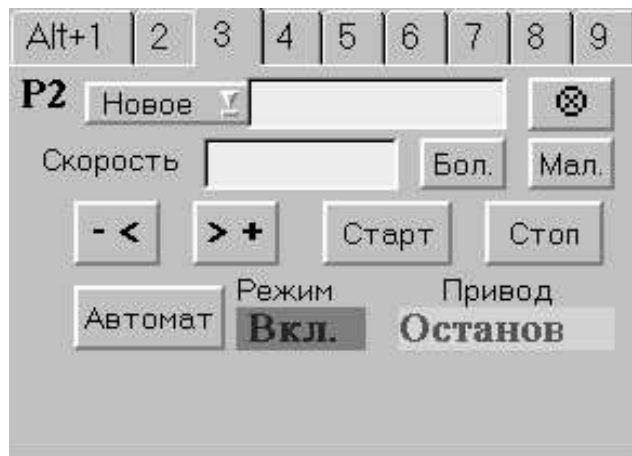 Alt+1 2 3 4 5 6 7 8 9
P2 Новое ⊗
Скорость Бол. Мал.
- < > + Старт Стоп
Автомат Режим Привод
Вкл. Останов